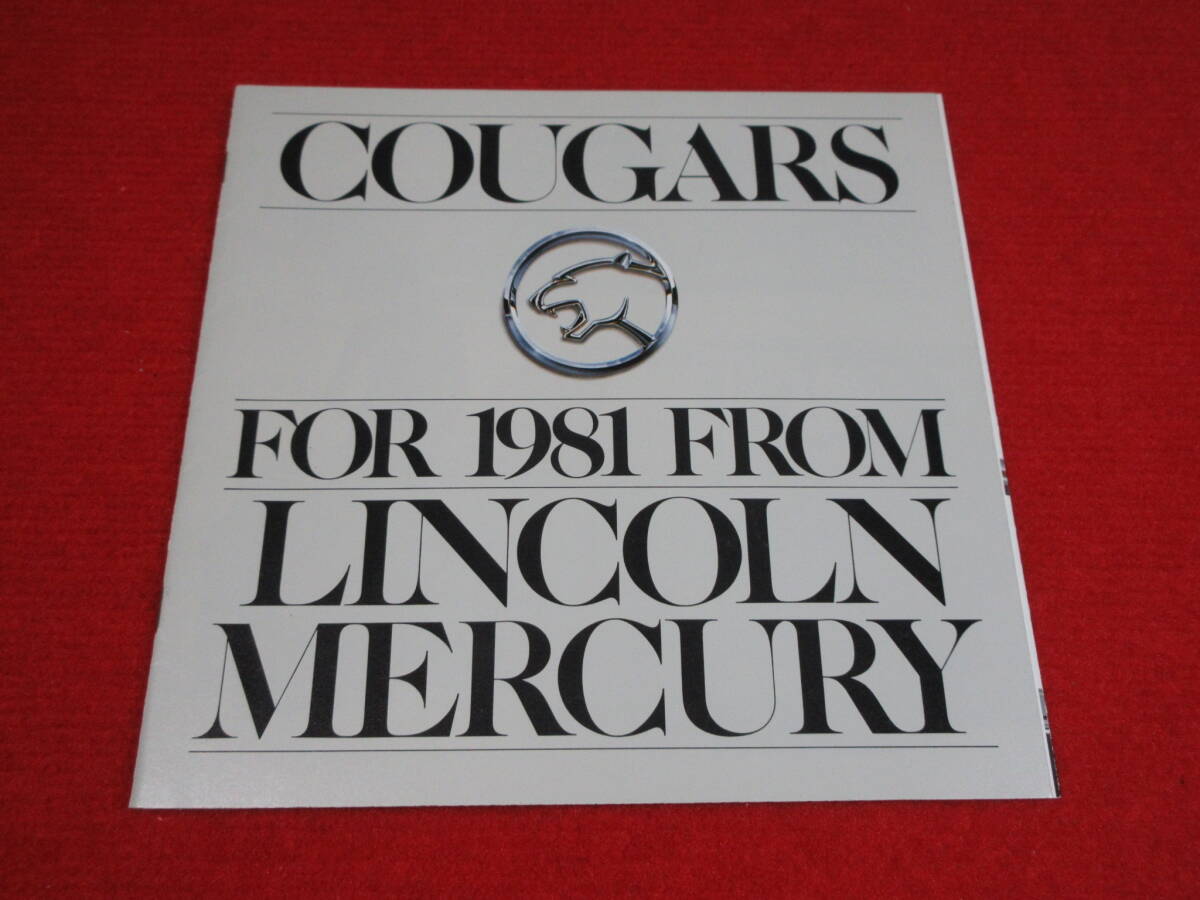 COUGARS
FOR 1981 FROM
LINCOLN
MERCURY